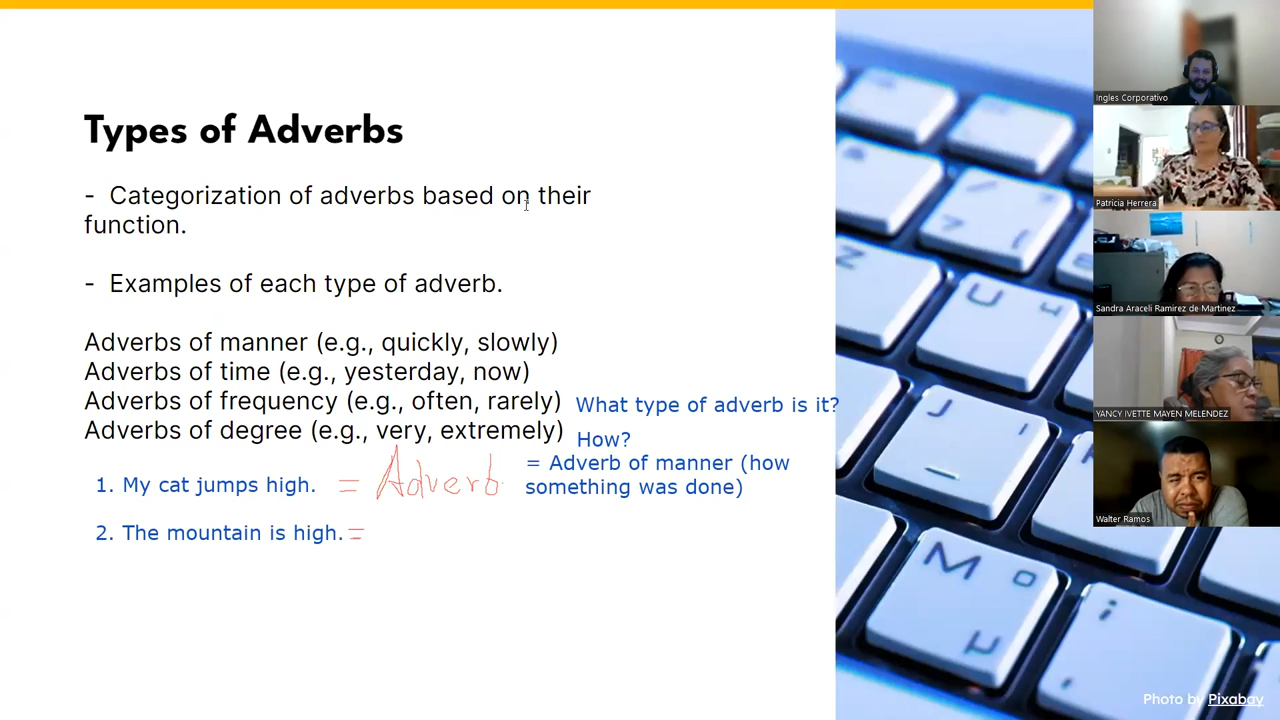 Types of Adverbs
- Categorization of adverbs based on their
function.
- Examples of each type of adverb.
Adverbs of manner (e.g., quickly, slowly)
Adverbs of time (e.g., yesterday, now)
Adverbs of frequency (e.g., often, rarely)
What type of adverb is it?
Adverbs of degree (e.g., very, extremely)
How?
1. My cat jumps high.
= Adverb
= Adverb of manner (how
something was done)
2. The mountain is high. =
Ingles Corporativo
Patricia Herrera
Sandra Araceli Ramirez de Martinez
YANCY IVETTE MAYEN MELENDEZ
Walter Ramos
Z
U
J
M
μ
Photo by Pixabay